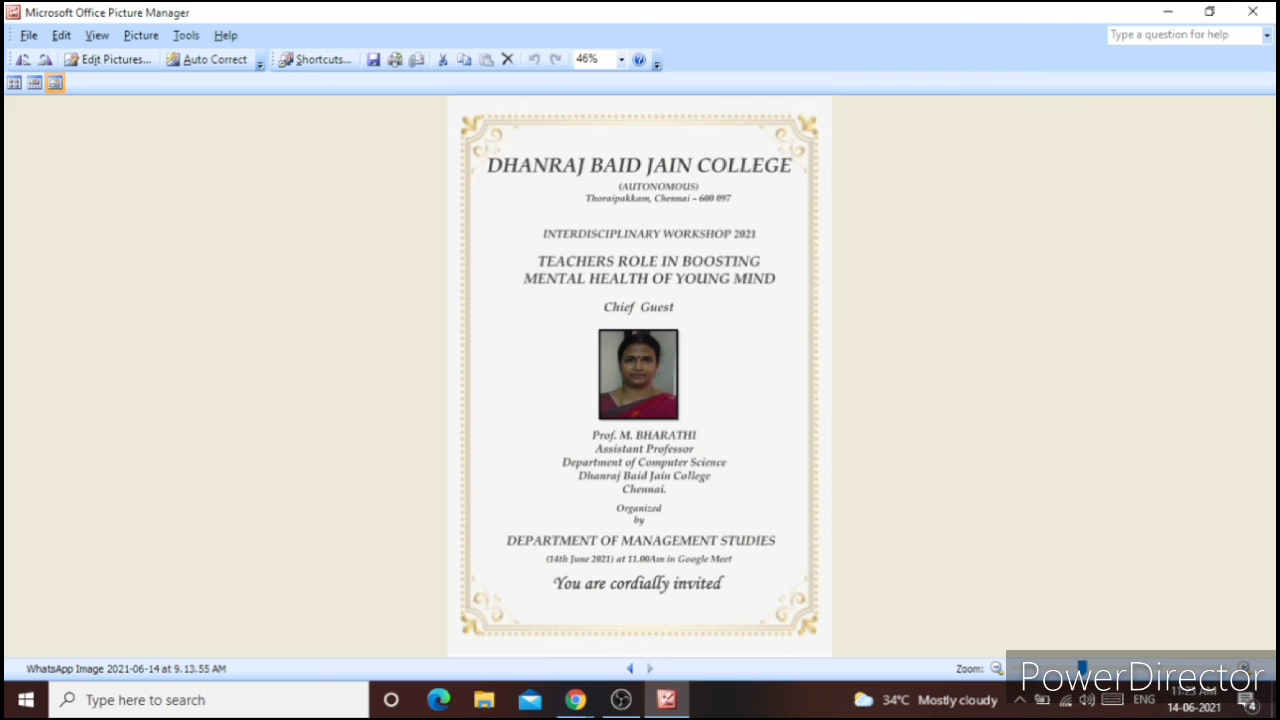 Microsoft Office Picture Manager
File Edit View Picture Tools Help
Type a question for help
Edit Pictures... Auto Correct Shortcuts... 46%
DHANRAJ BAID JAIN COLLEGE
(AUTONOMOUS)
Thoraipakkam, Chennai – 600 097
INTERDISCIPLINARY WORKSHOP 2021
TEACHERS ROLE IN BOOSTING
MENTAL HEALTH OF YOUNG MIND
Chief Guest
Prof. M. BHARATHI
Assistant Professor
Department of Computer Science
Dhanraj Baid Jain College
Chennai.
Organized
by
DEPARTMENT OF MANAGEMENT STUDIES
(14th June 2021) at 11.00Am in Google Meet
You are cordially invited
WhatsApp Image 2021-06-14 at 9.13.55 AM
Zoom:
PowerDirector
Type here to search
34°C Mostly cloudy
ENG
14-06-2021
4